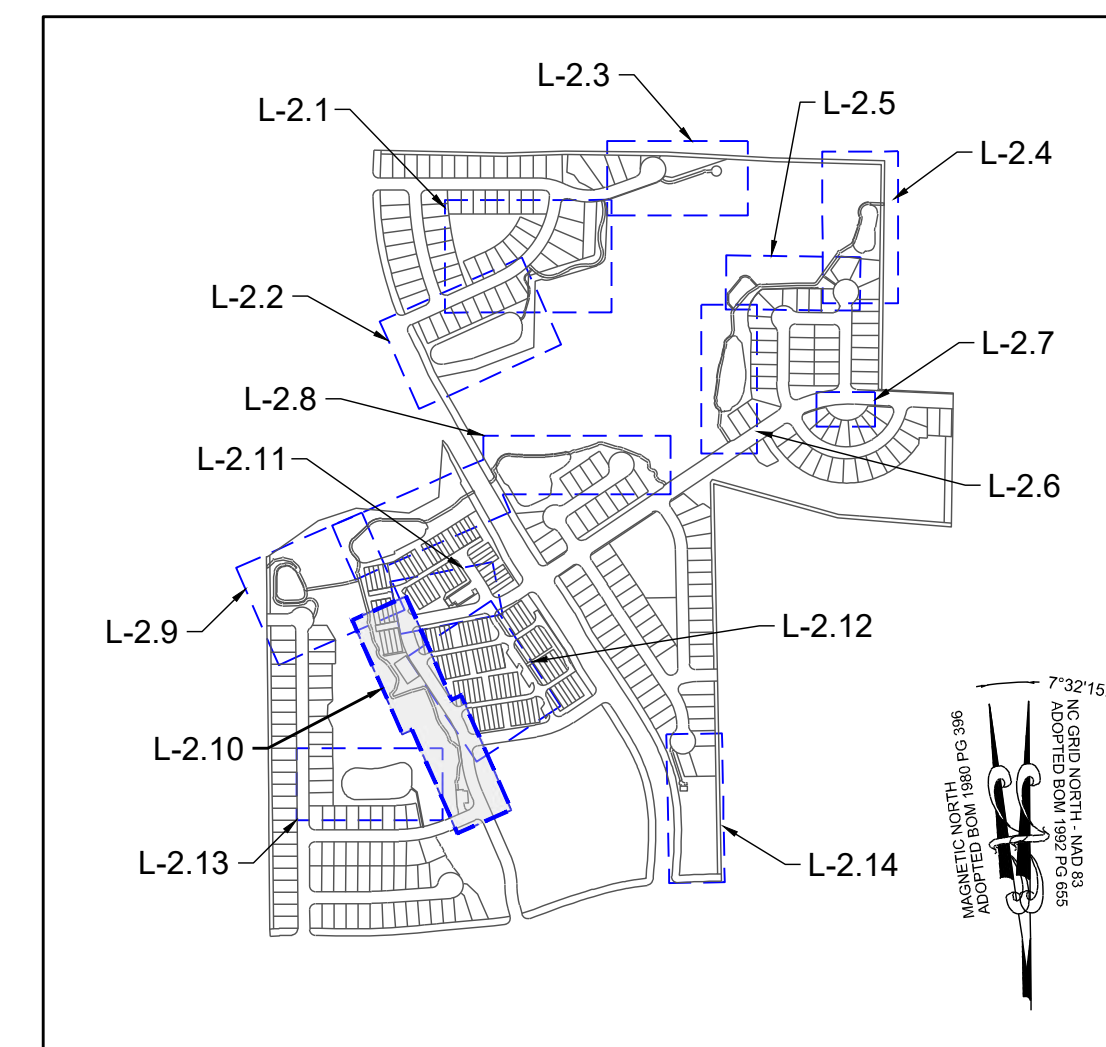 L-2.3
L-2.1
L-2.5
L-2.4
L-2.2
L-2.7
L-2.8
L-2.11
L-2.6
L-2.9
L-2.12
L-2.10
L-2.13
L-2.14
7°32'15
NC GRID NORTH - NAD 83
ADOPTED BOM 1992 PG 655
MAGNETIC NORTH
ADOPTED BOM 1980 PG 396